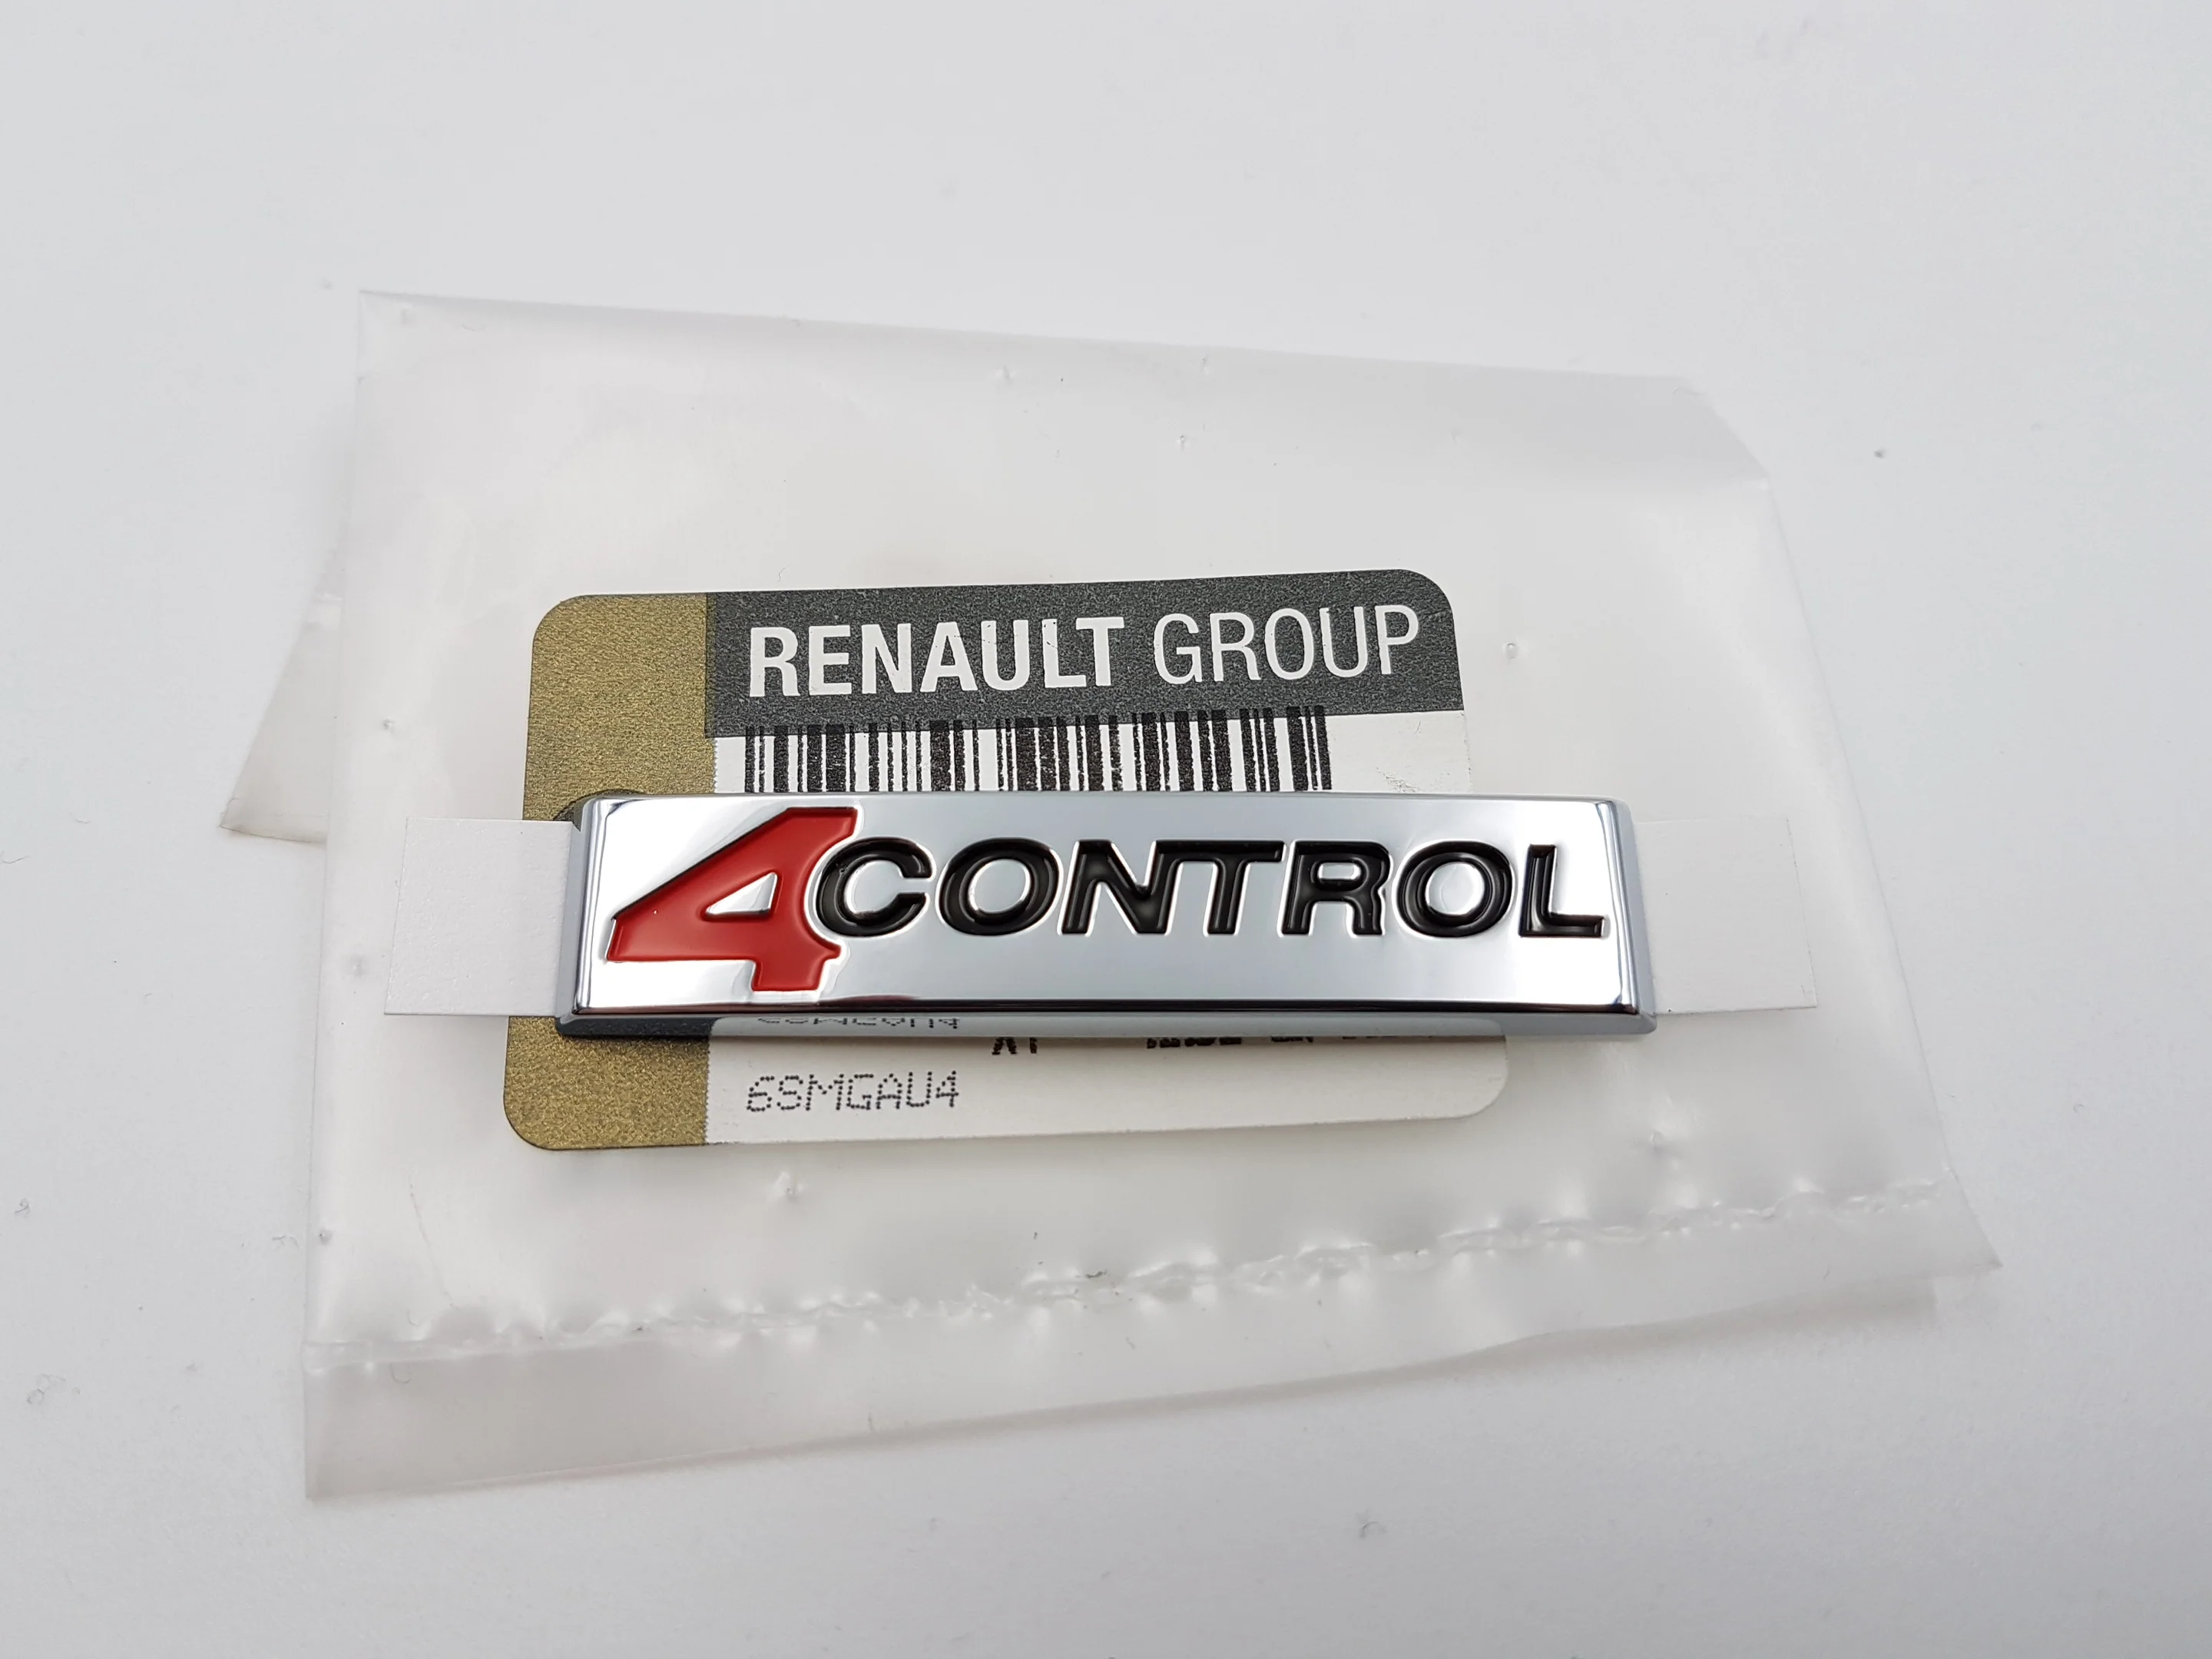 RENAULT GROUP
4CONTROL
6SMGAU4